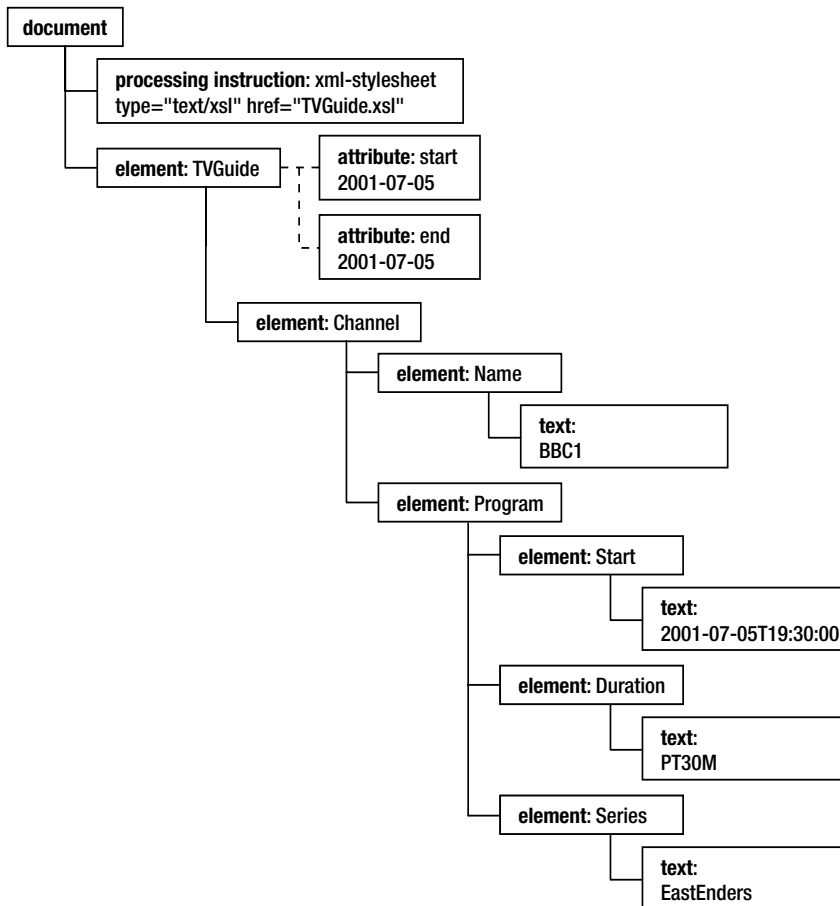 document
processing instruction: xml-stylesheet
type="text/xsl" href="TVGuide.xsl"
element: TVGuide
attribute: start
2001-07-05
attribute: end
2001-07-05
element: Channel
element: Name
text:
BBC1
element: Program
element: Start
text:
2001-07-05T19:30:00
element: Duration
text:
PT30M
element: Series
text:
EastEnders